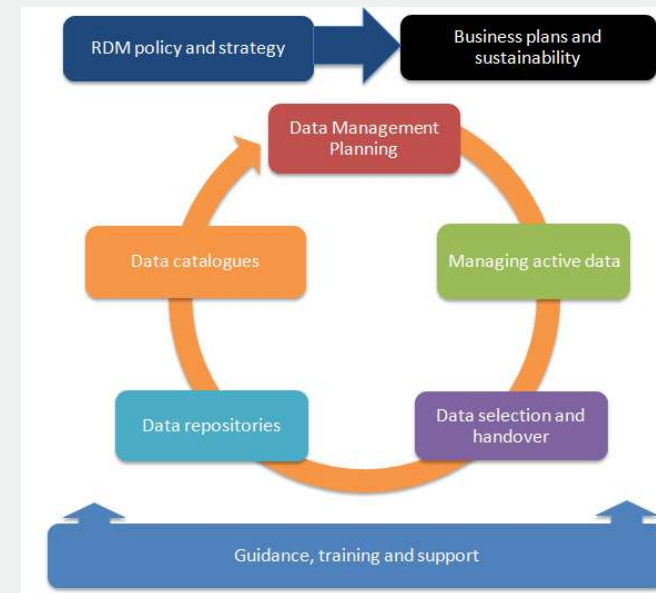 RDM policy and strategy
Business plans and
sustainability
Data Management
Planning
Data catalogues
Managing active data
Data repositories
Data selection and
handover
Guidance, training and support